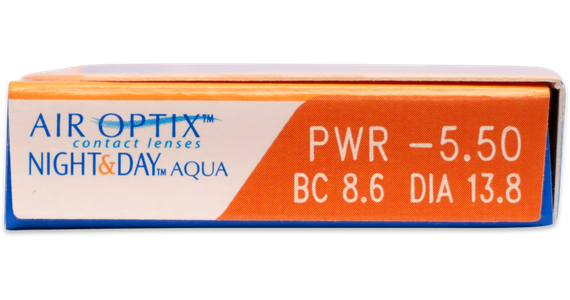 AIR OPTIX™
contact lenses
NIGHT&DAY™ AQUA
PWR –5.50
BC 8.6 DIA 13.8